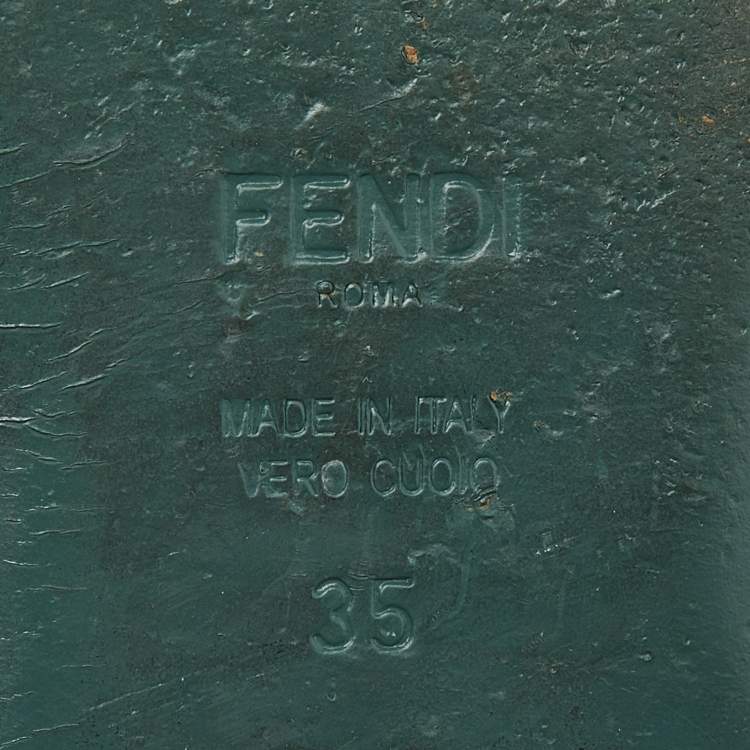 FENDI
ROMA
MADE IN ITALY
VERO CUOIO
35